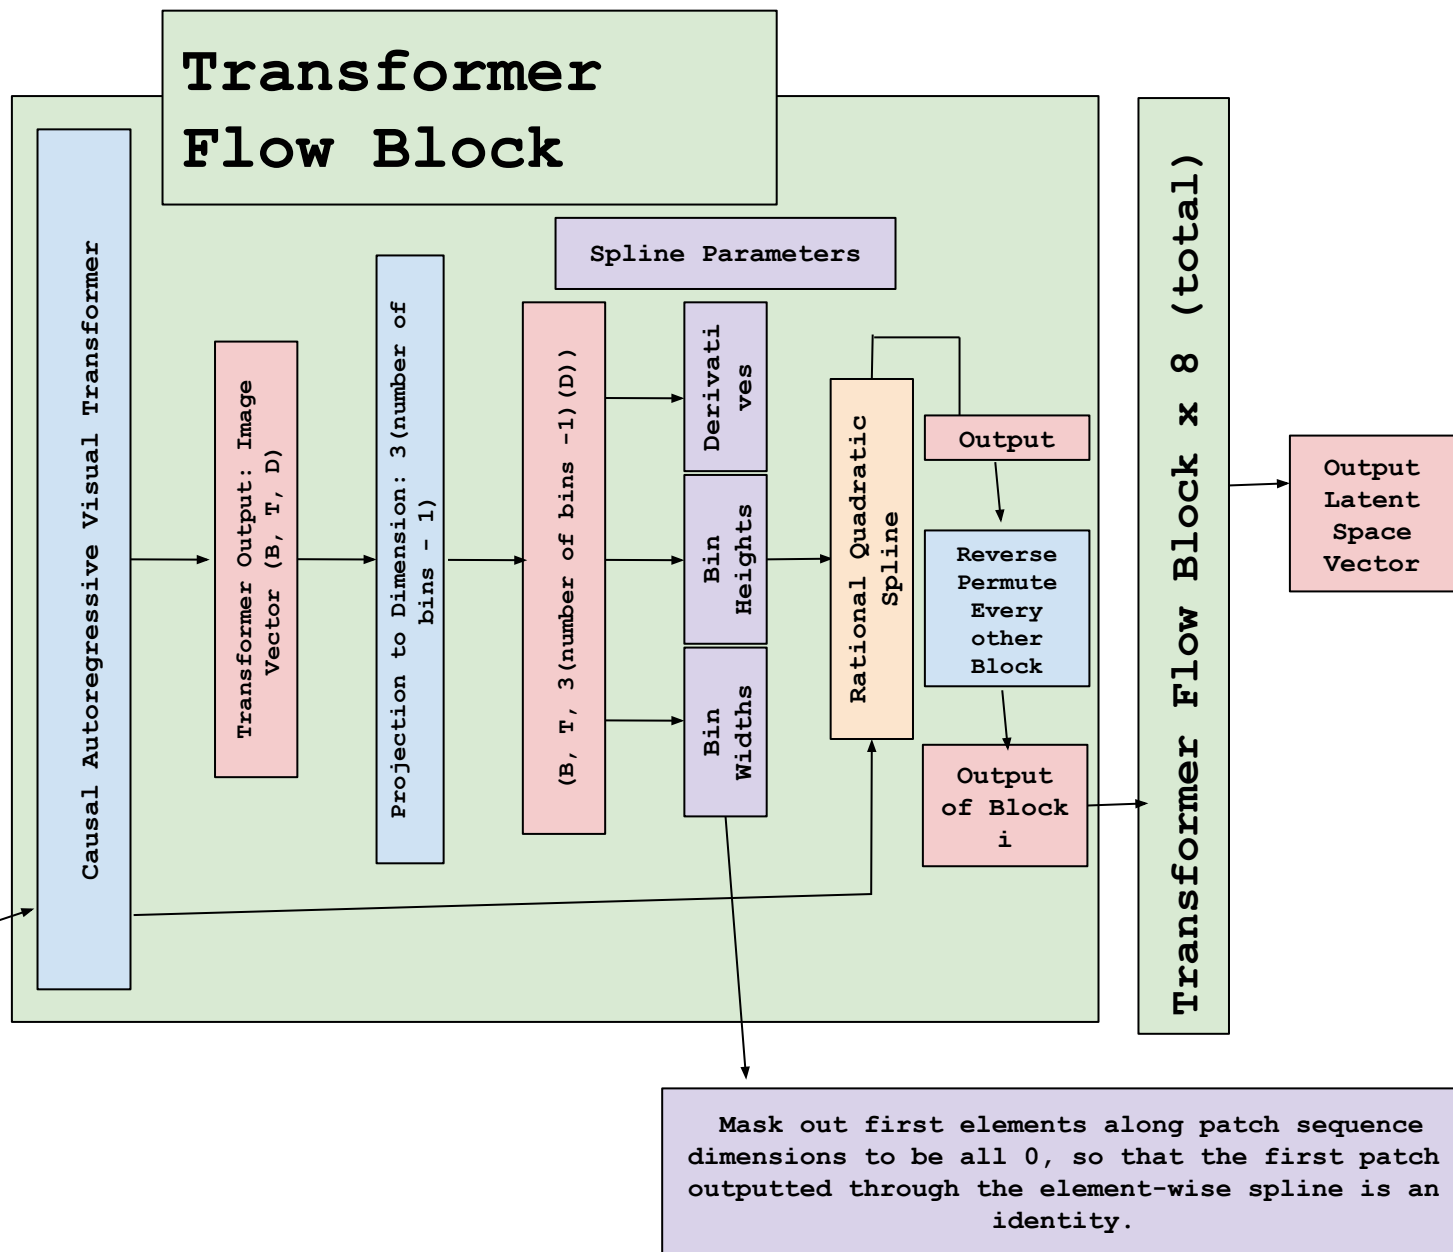 Transformer
Flow Block
Causal Autoregressive Visual Transformer
Transformer Output: Image
Vector (B, T, D)
Projection to Dimension: 3(number of
bins - 1)
(B, T, 3(number of bins -1)(D))
Spline Parameters
Derivati
ves
Bin
Heights
Bin
Widths
Rational Quadratic
Spline
Output
Reverse
Permute
Every
other
Block
Output
of Block
i
Transformer Flow Block x 8 (total)
Output
Latent
Space
Vector
Mask out first elements along patch sequence
dimensions to be all 0, so that the first patch
outputted through the element-wise spline is an
identity.